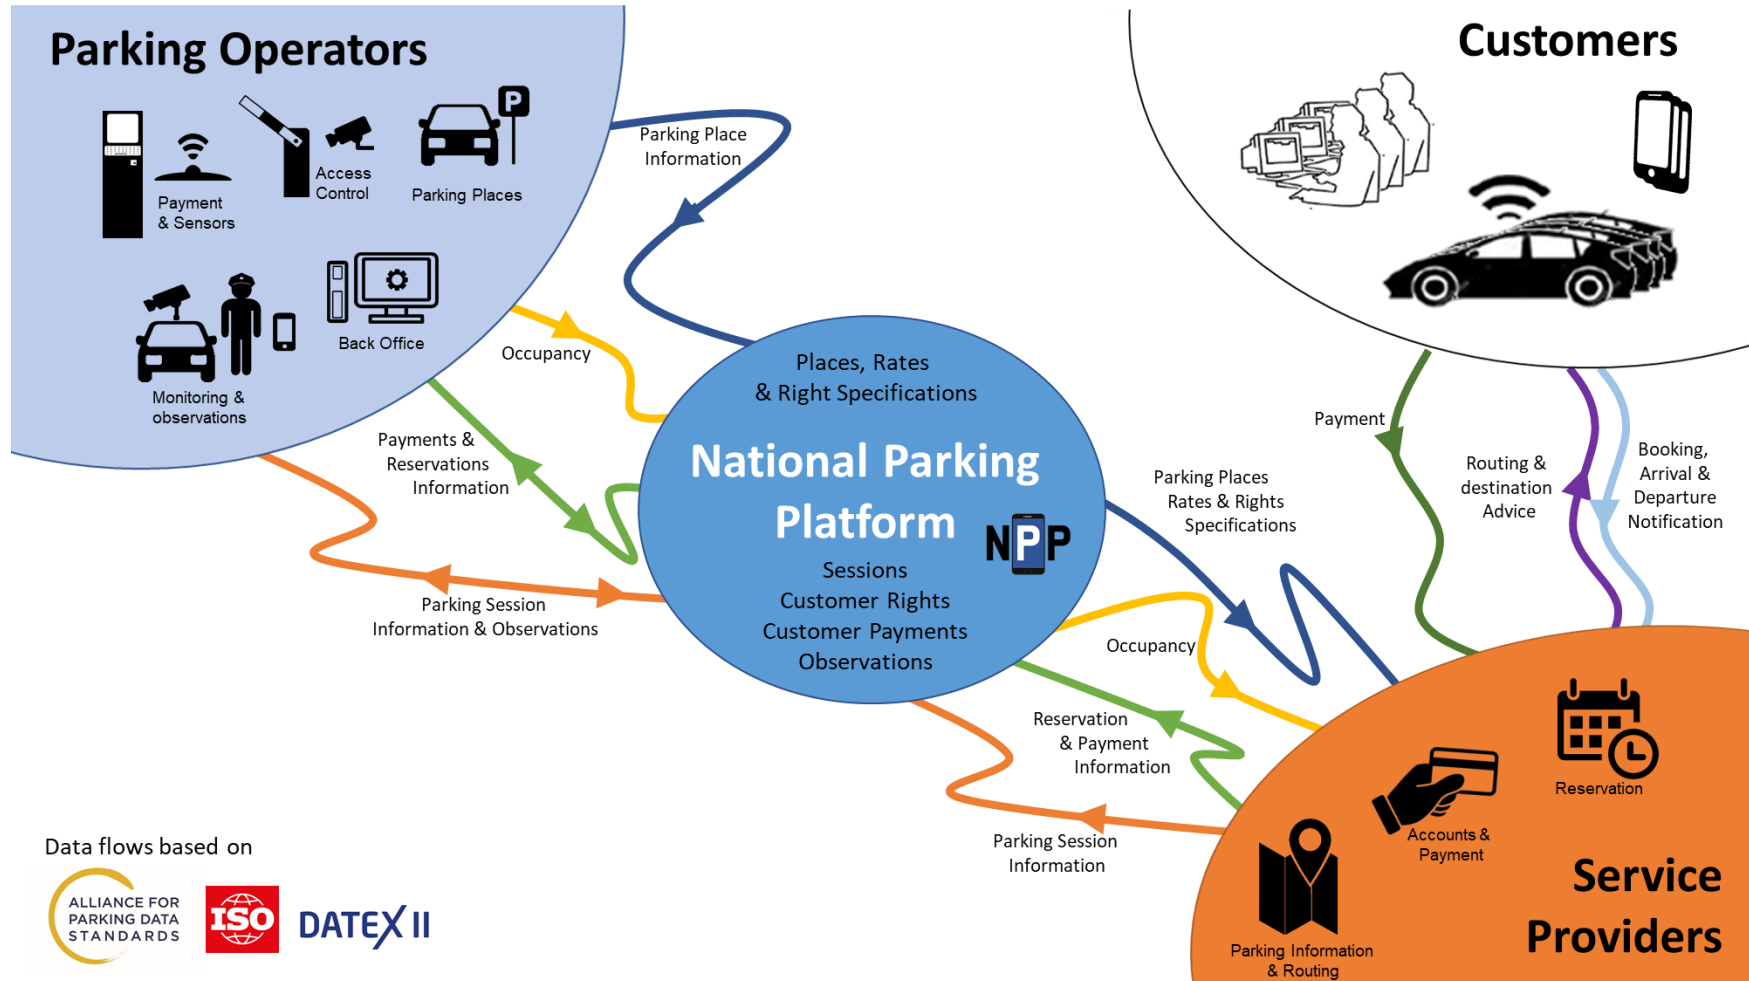 Parking Operators
P
Payment
& Sensors
Access
Control
Parking Places
Monitoring &
observations
Back Office
Customers
Parking Place
Information
Occupancy
Payments &
Reservations
Information
Parking Session
Information & Observations
Places, Rates
& Right Specifications
National Parking
Platform
NPP
Sessions
Customer Rights
Customer Payments
Observations
Parking Places
Rates & Rights
Specifications
Occupancy
Reservation
& Payment
Information
Parking Session
Information
Payment
Routing &
destination
Advice
Booking,
Arrival &
Departure
Notification
Reservation
Accounts &
Payment
Parking Information
& Routing
Service
Providers
Data flows based on
ALLIANCE FOR
PARKING DATA
STANDARDS
ISO
DATEX II